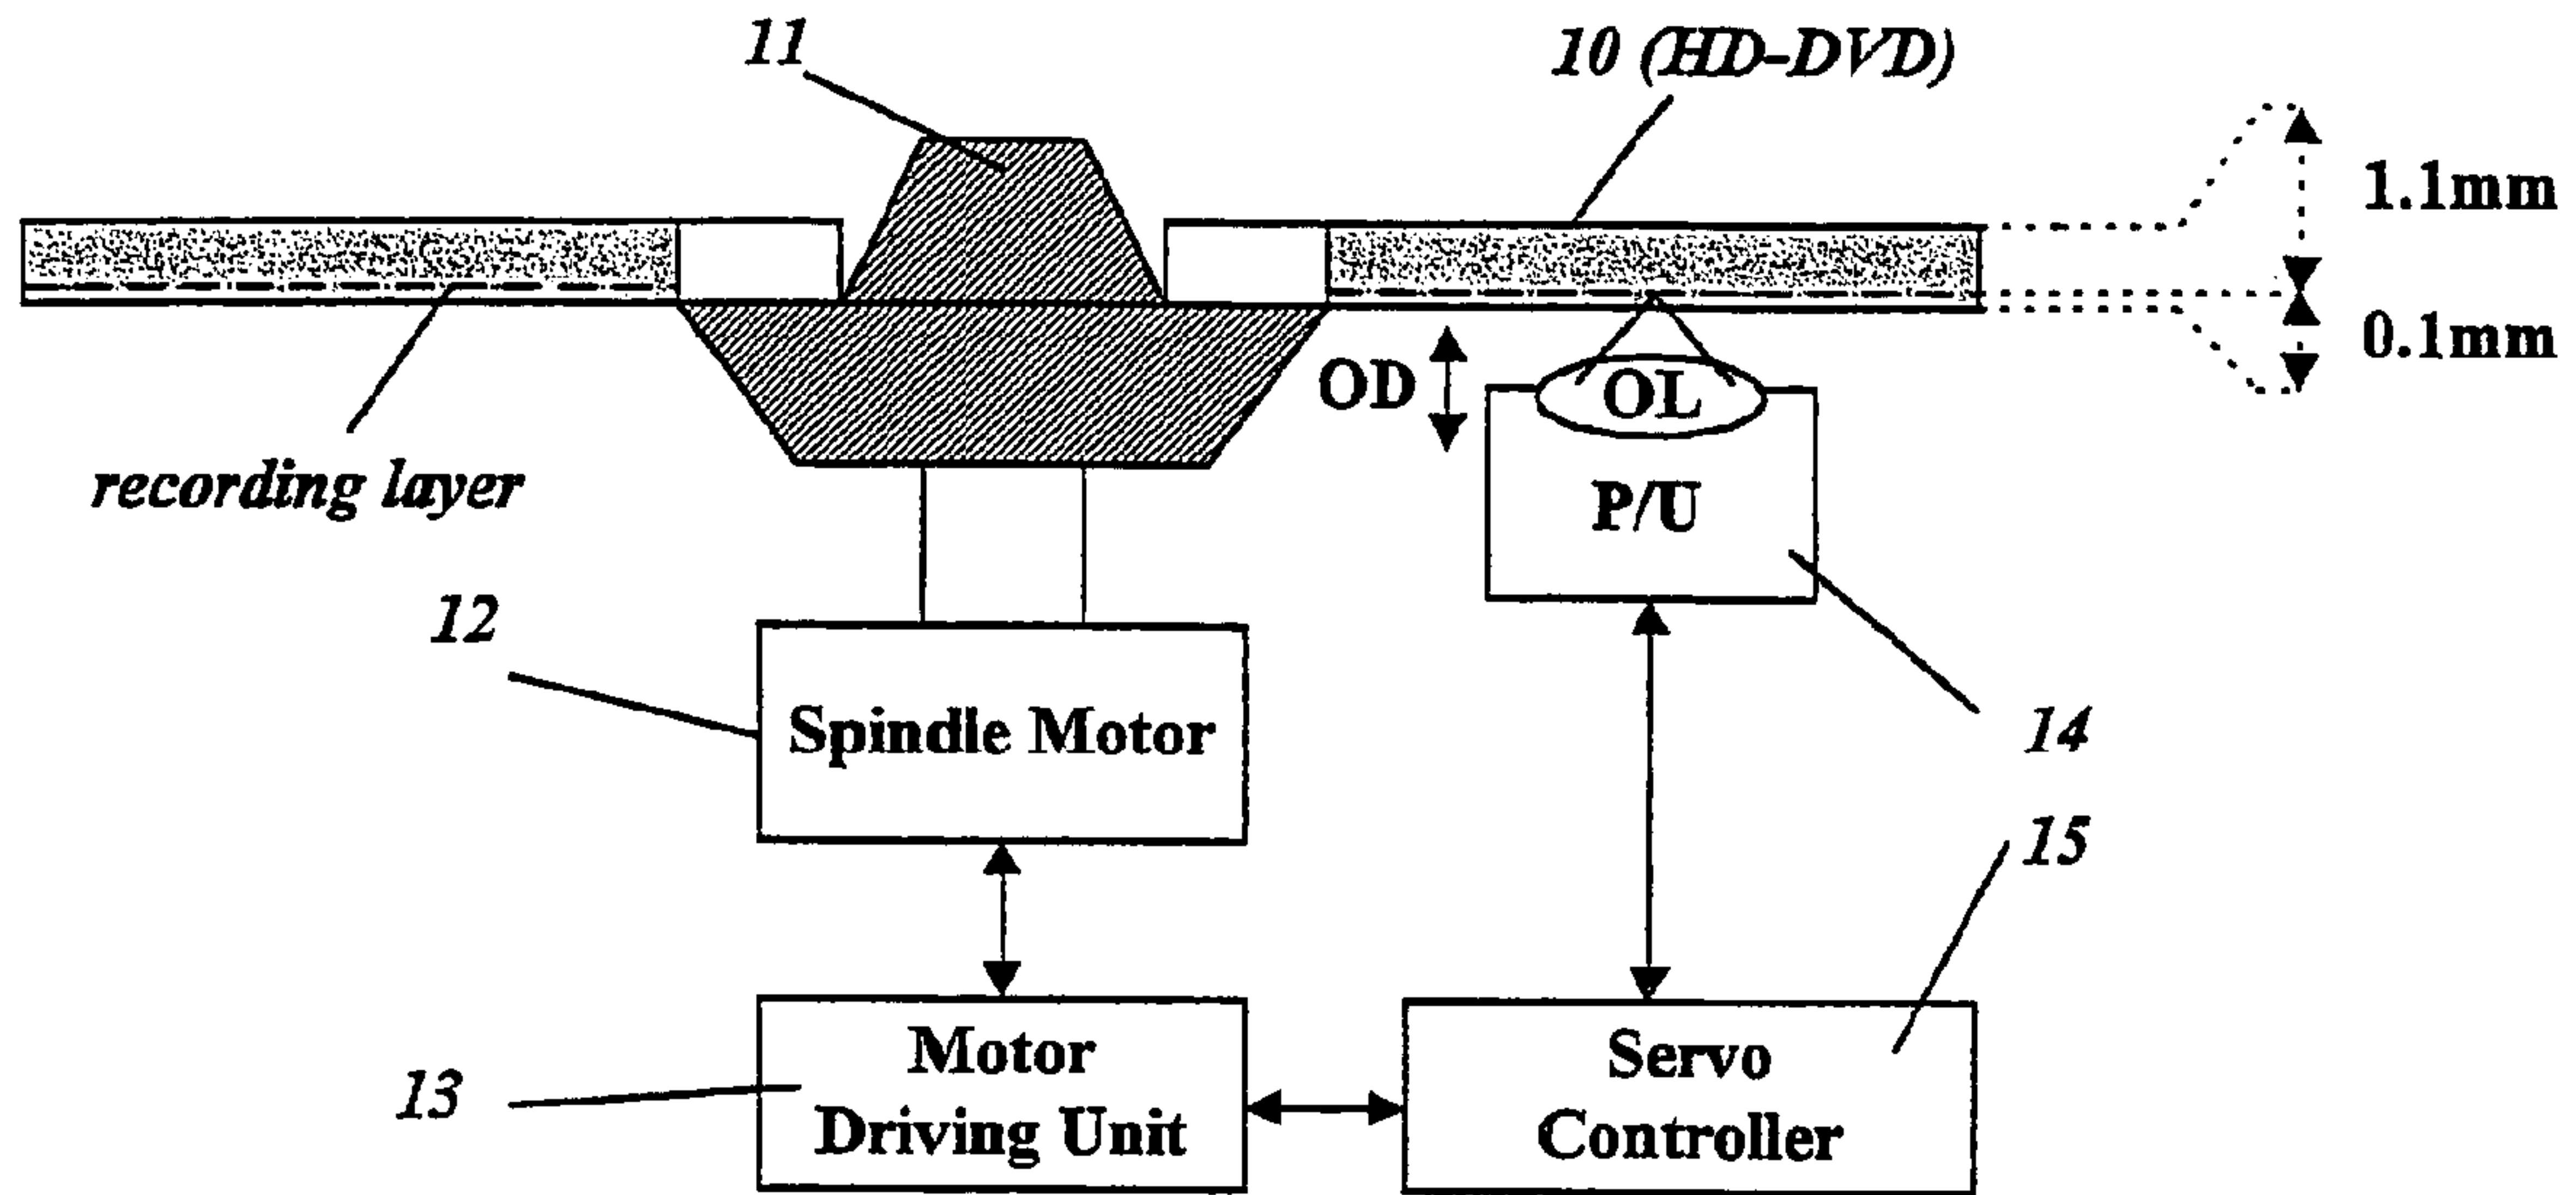 11
10 (HD-DVD)
1.1mm
0.1mm
OD
OL
P/U
recording layer
12
Spindle Motor
14
15
13
Motor
Driving Unit
Servo
Controller